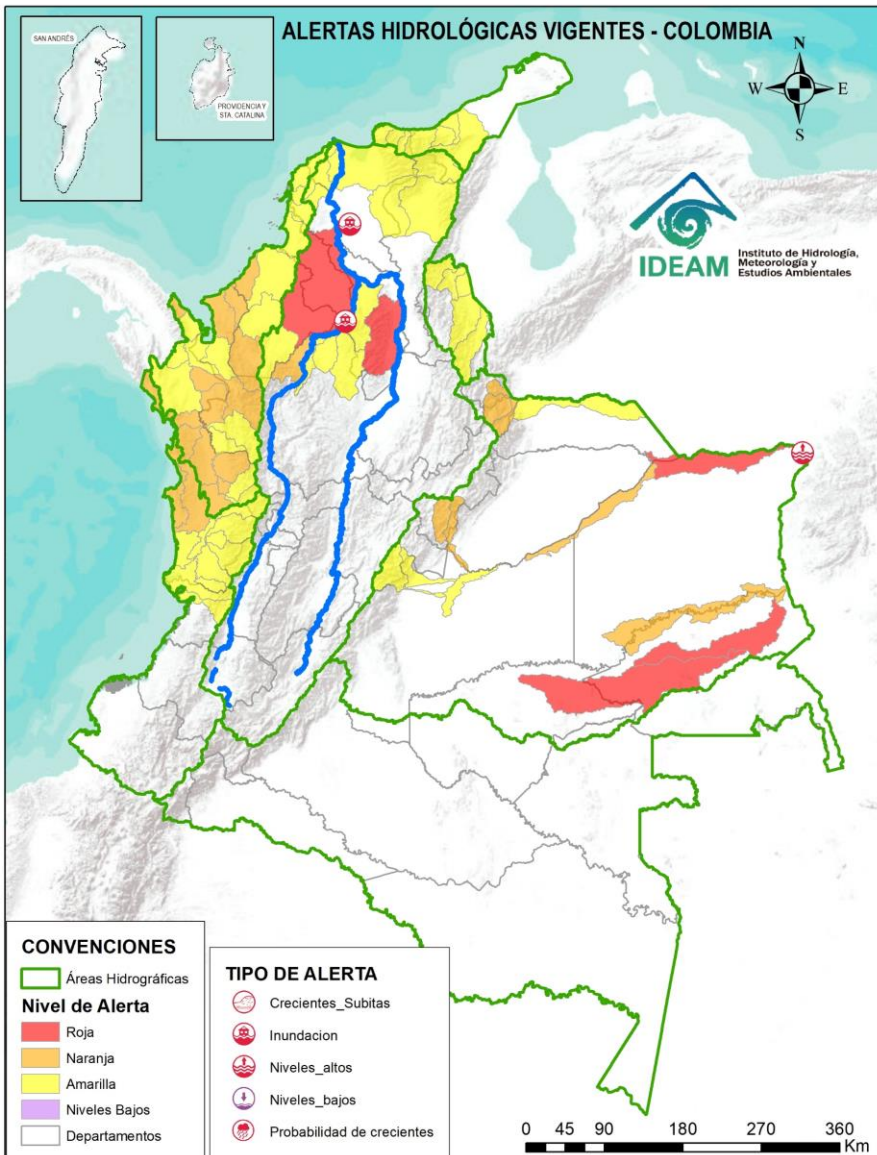 ALERTAS HIDROLÓGICAS VIGENTES - COLOMBIA
SAN ANDRÉS
PROVIDENCIA Y
STA. CATALINA
N
W
E
S
IDEAM
Instituto de Hidrología,
Meteorología y
Estudios Ambientales
CONVENCIONES
Áreas Hidrográficas
Nivel de Alerta
Roja
Naranja
Amarilla
Niveles Bajos
Departamentos
TIPO DE ALERTA
Crecientes_Subitas
Inundacion
Niveles_altos
Niveles_bajos
Probabilidad de crecientes
0 45 90 180 270 360
Km